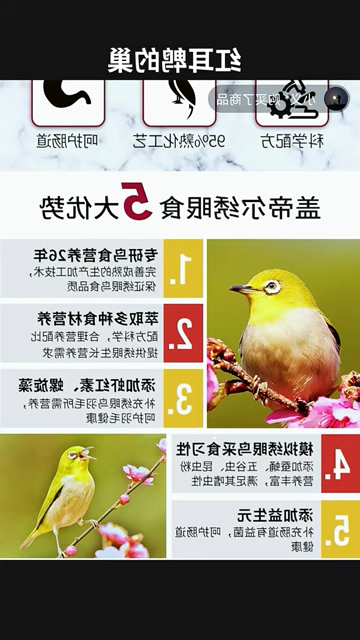 红耳鹎的巢
购买了商品
科学配方
95%熟化工艺
呵护肠道
盖帝尔绣眼食5大优势
1.
专研鸟食营养26年
完善成熟的生产加工技术，
保证绣眼鸟食品质
2.
萃取多种食材营养
配方科学，合理营养配比
提供绣眼生长营养需求
3.
添加虾红素、螺旋藻
补充绣眼鸟羽毛所需营养，
呵护羽毛健康
4.
模拟绣眼鸟采食习性
添加蚕蛹、五谷、昆虫粉
营养丰富，满足其嗜虫性
5.
添加益生元
补充肠道有益菌，呵护肠道
健康